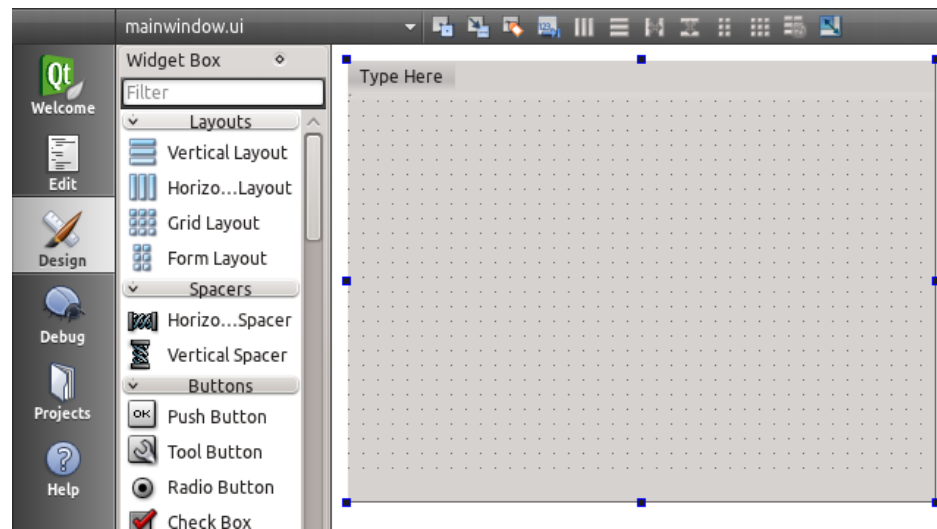 mainwindow.ui
Qt
Welcome
Edit
Design
Debug
Projects
Help
Widget Box
Filter
Layouts
Vertical Layout
Horizo...Layout
Grid Layout
Form Layout
Spacers
Horizo...Spacer
Vertical Spacer
Buttons
OK
Push Button
Tool Button
Radio Button
Check Box
Type Here